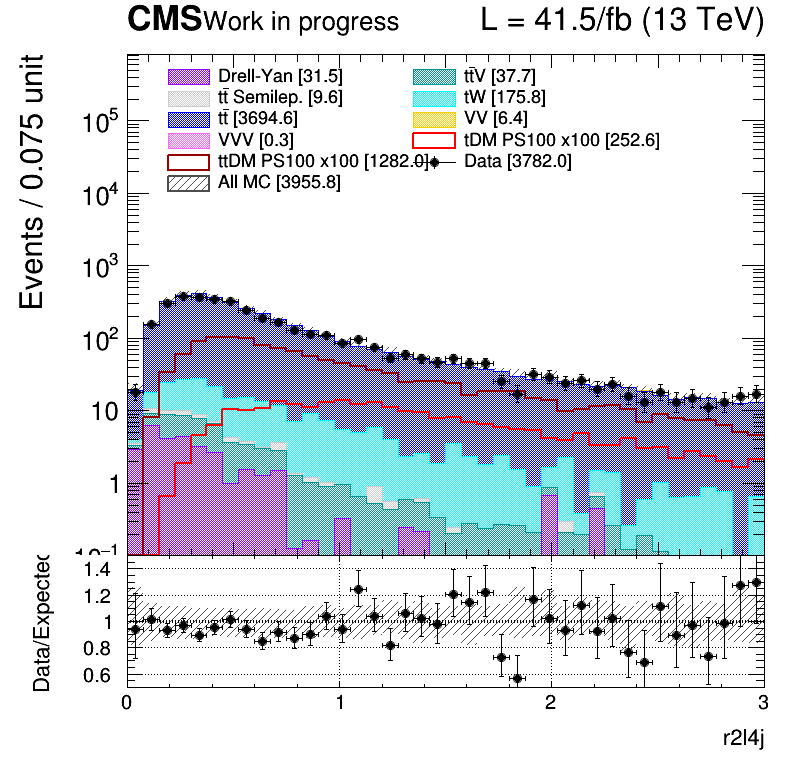 CMS Work in progress L = 41.5/fb (13 TeV)
Events / 0.075 unit
Drell-Yan [31.5] tt̄V [37.7]
tt̄ Semilep. [9.6] tW [175.8]
tt̄ [3694.6] VV [6.4]
VVV [0.3] tDM PS100 x100 [252.6]
ttDM PS100 x100 [1282.0] Data [3782.0]
All MC [3955.8]
10⁵
10⁴
10³
10²
10
1
10⁻¹
Data/Expected
1.4
1.2
1
0.8
0.6
0 1 2 3
r2l4j